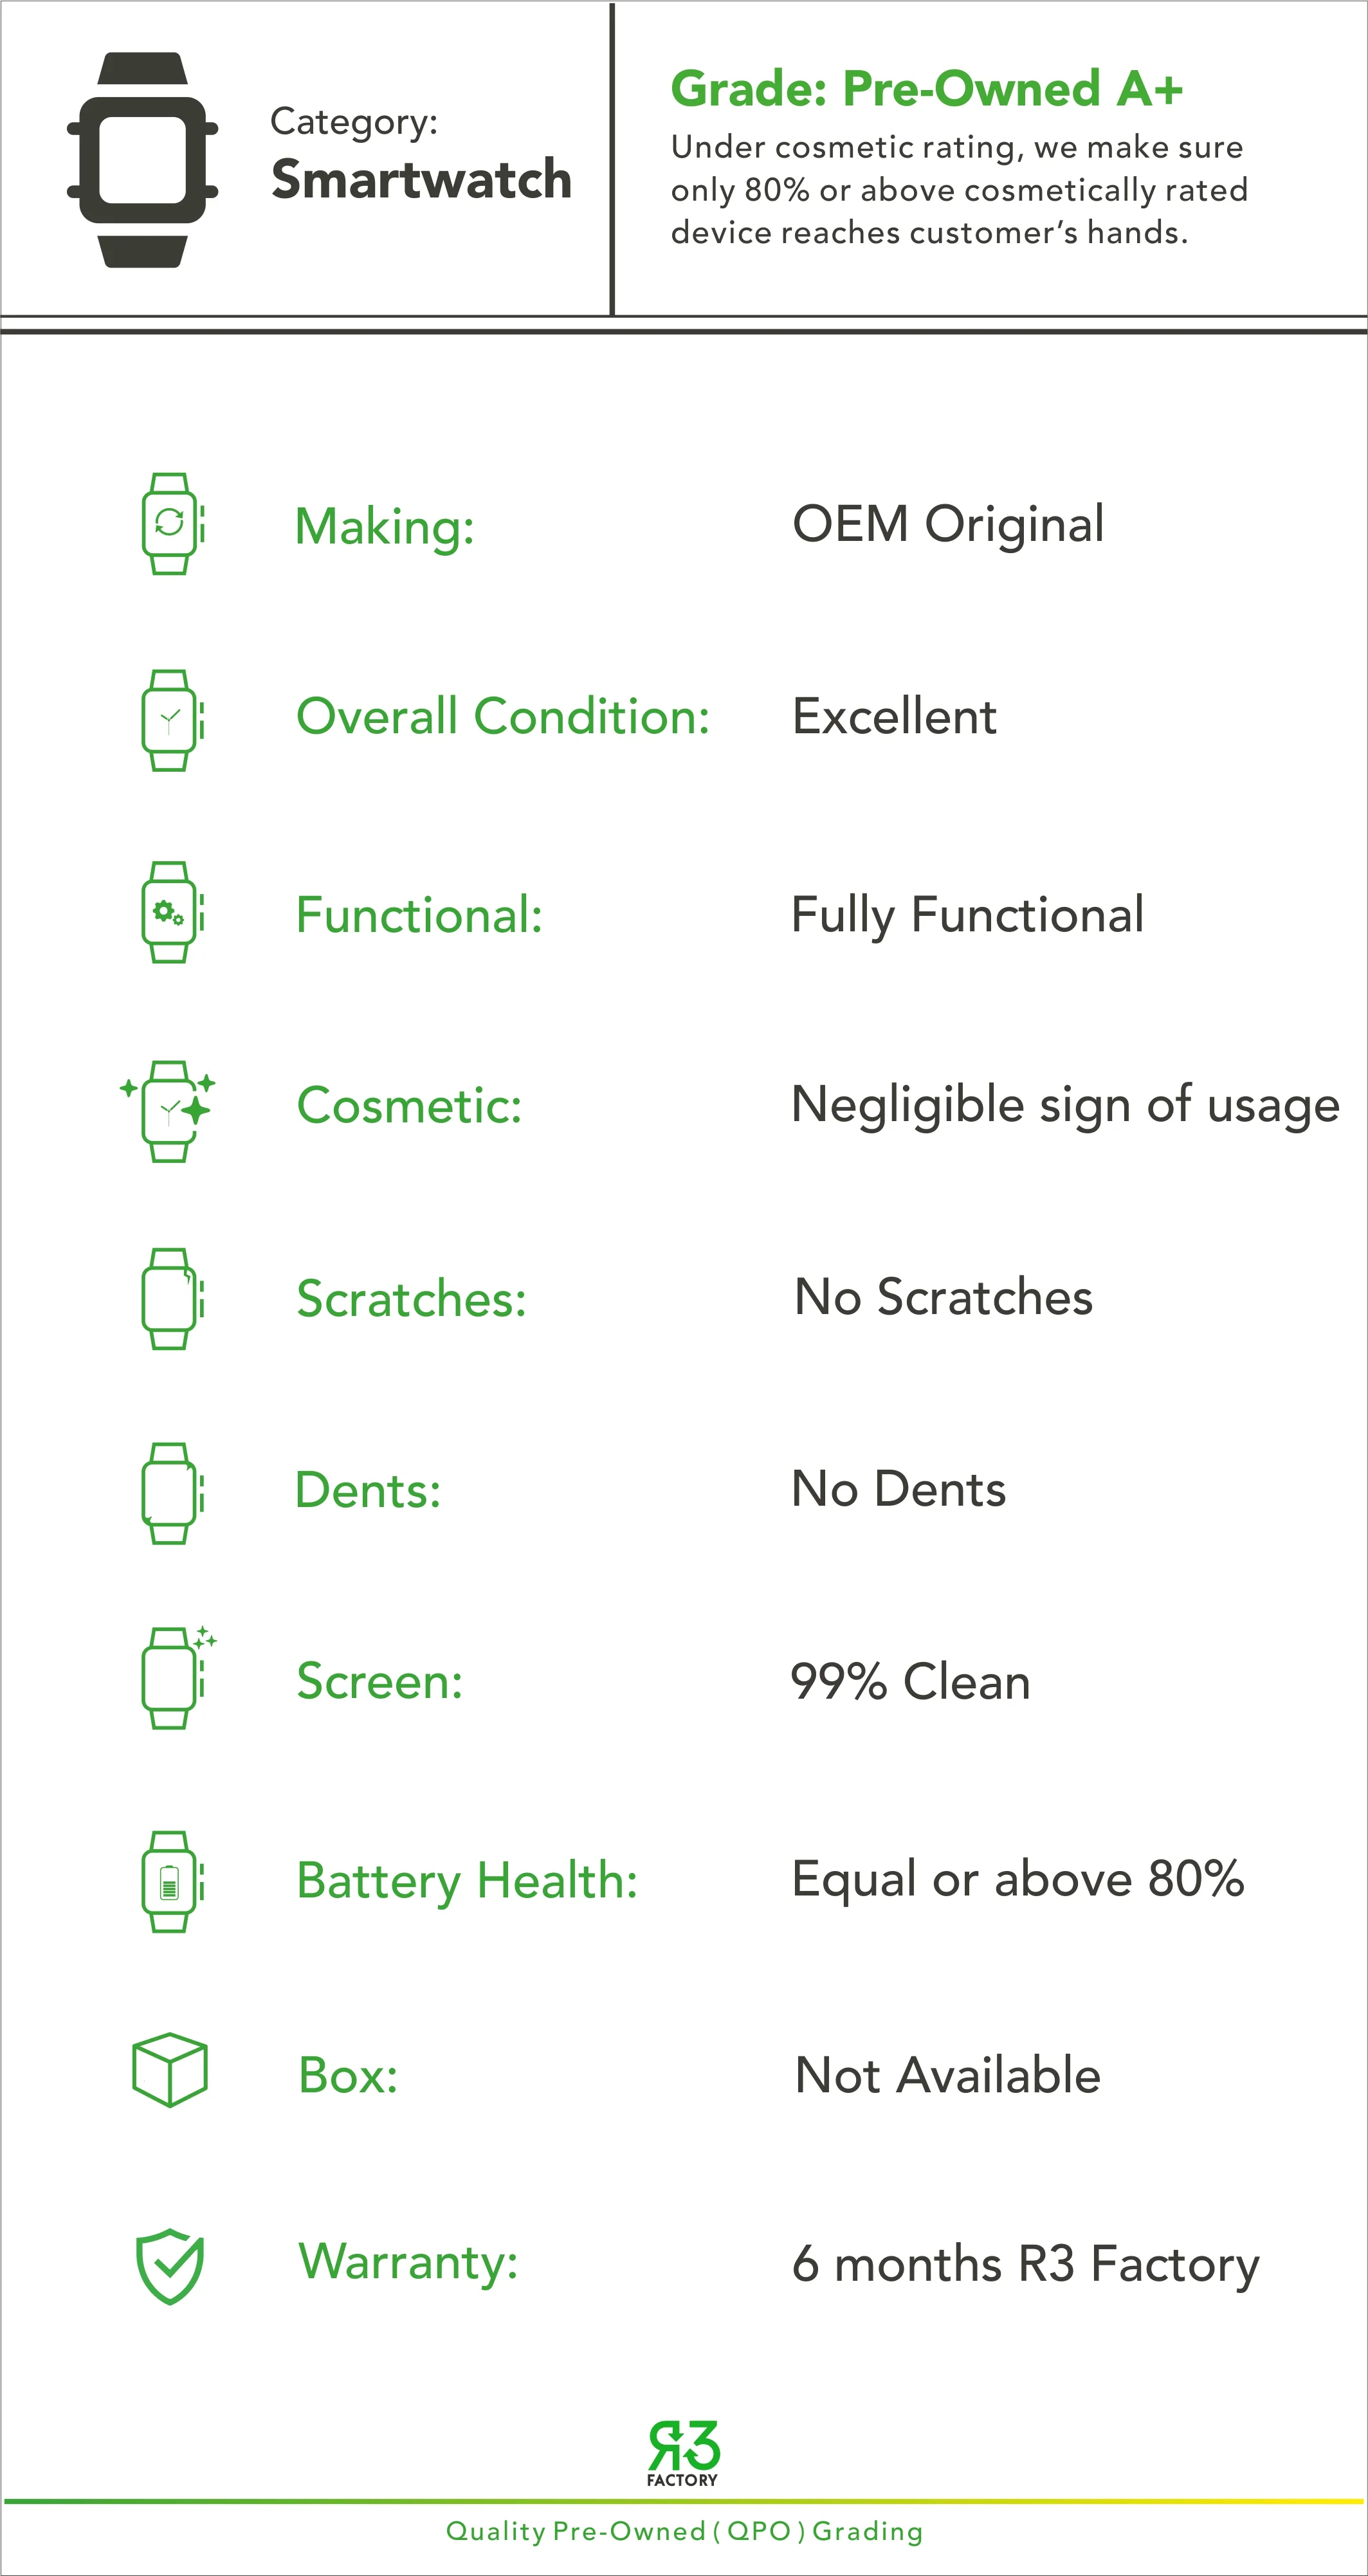 Category:
Smartwatch
Grade: Pre-Owned A+
Under cosmetic rating, we make sure
only 80% or above cosmetically rated
device reaches customer’s hands.
Making: OEM Original
Overall Condition: Excellent
Functional: Fully Functional
Cosmetic: Negligible sign of usage
Scratches: No Scratches
Dents: No Dents
Screen: 99% Clean
Battery Health: Equal or above 80%
Box: Not Available
Warranty: 6 months R3 Factory
R3
FACTORY
Quality Pre-Owned ( QPO ) Grading